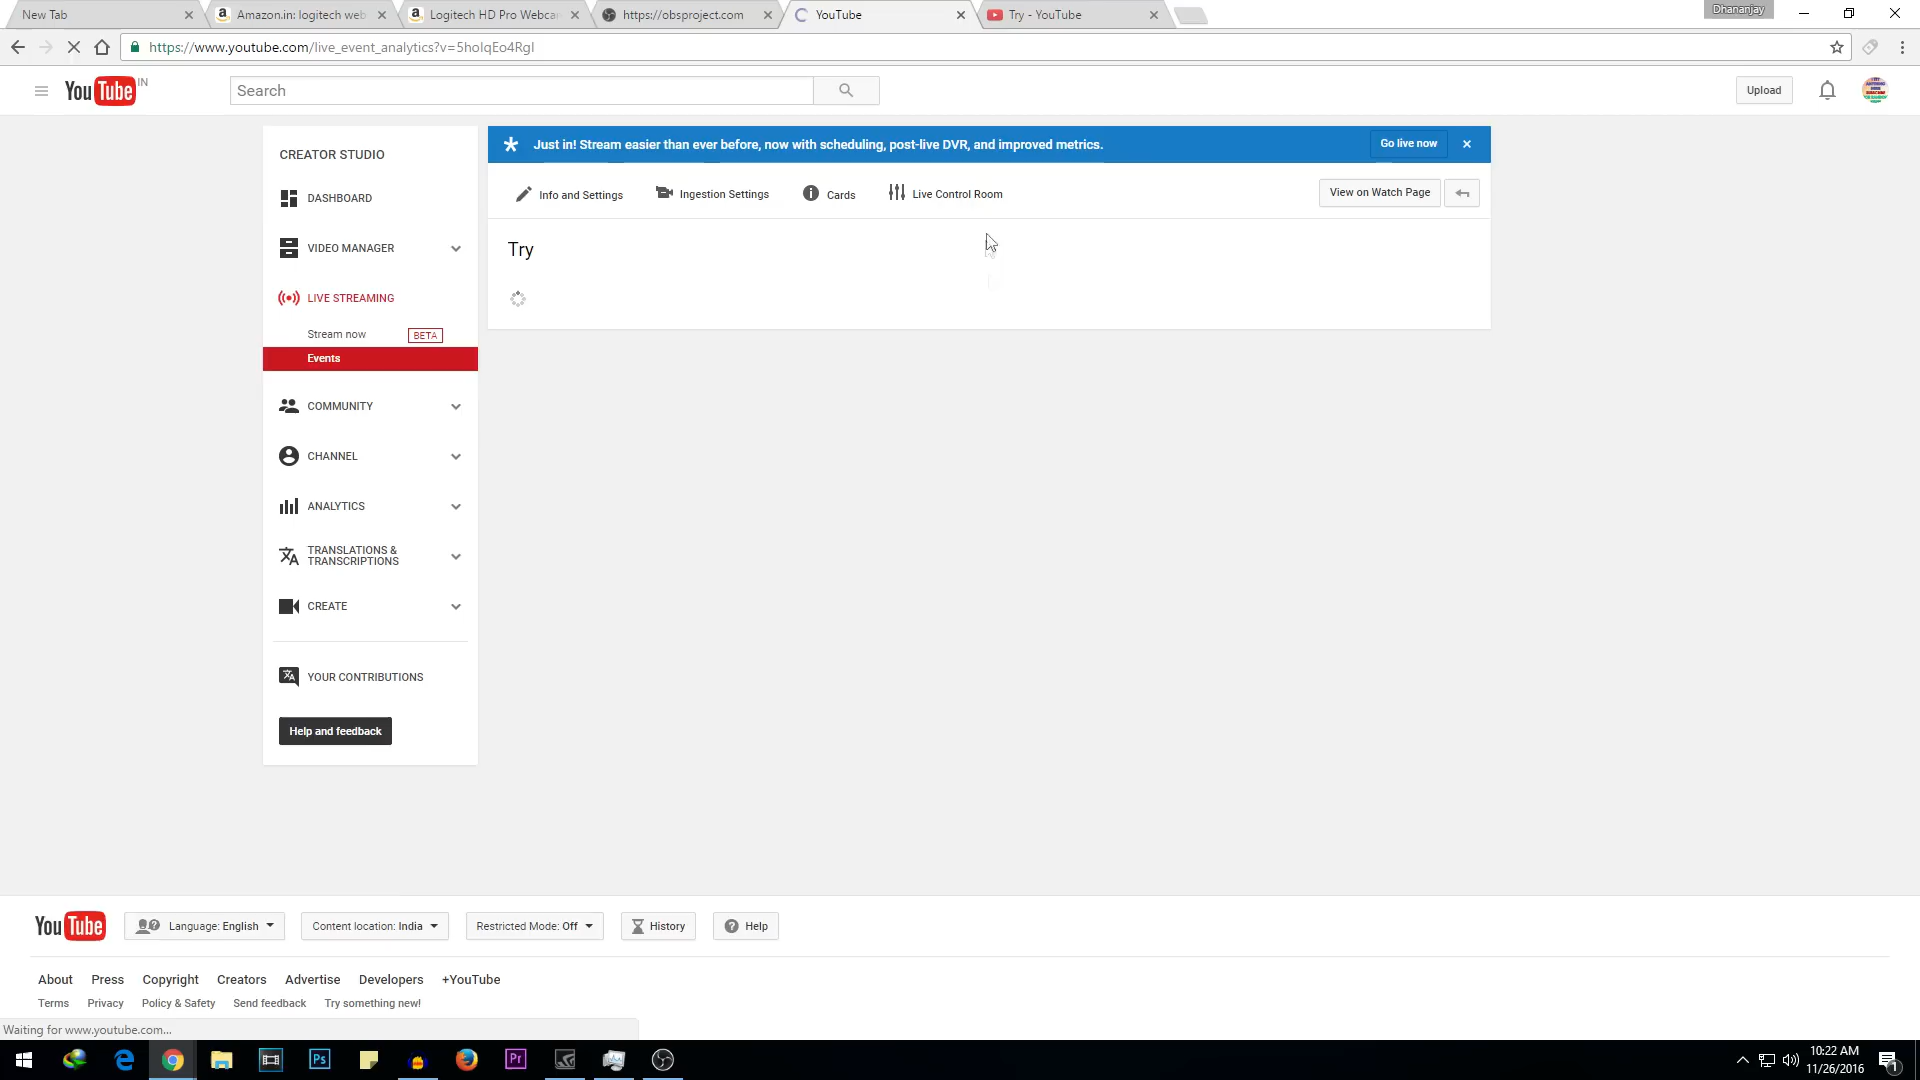 New Tab
Amazon.in: logitech web
Logitech HD Pro Webcam
https://obsproject.com
YouTube
Try - YouTube
Dhananjay
https://www.youtube.com/live_event_analytics?v=5hoIqEo4RgI
YouTube IN
Search
Upload
CREATOR STUDIO
DASHBOARD
VIDEO MANAGER
LIVE STREAMING
Stream now BETA
Events
COMMUNITY
CHANNEL
ANALYTICS
TRANSLATIONS &
TRANSCRIPTIONS
CREATE
YOUR CONTRIBUTIONS
Help and feedback
Just in! Stream easier than ever before, now with scheduling, post-live DVR, and improved metrics.
Go live now
Info and Settings
Ingestion Settings
Cards
Live Control Room
View on Watch Page
Try
YouTube
Language: English
Content location: India
Restricted Mode: Off
History
Help
About Press Copyright Creators Advertise Developers +YouTube
Terms Privacy Policy & Safety Send feedback Try something new!
Waiting for www.youtube.com...
Ps
Pr
10:22 AM
11/26/2016
1